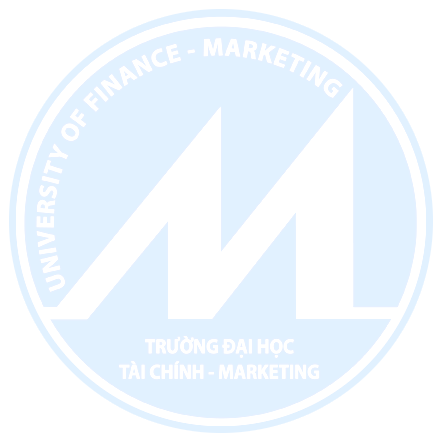 UNIVERSITY OF FINANCE - MARKETING
TRƯỜNG ĐẠI HỌC
TÀI CHÍNH - MARKETING